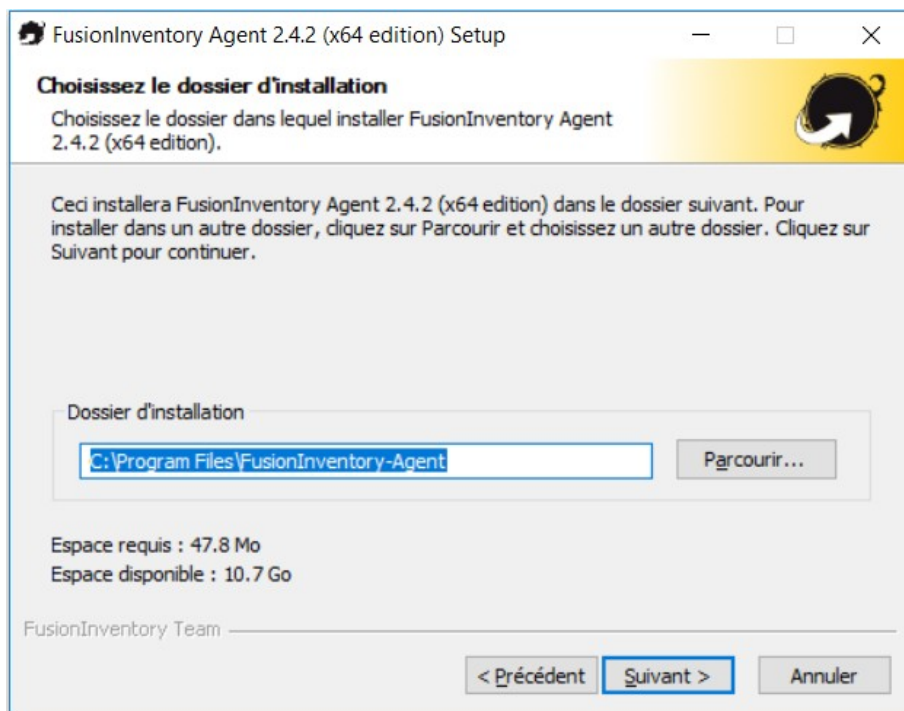 FusionInventory Agent 2.4.2 (x64 edition) Setup
Choisissez le dossier d'installation
Choisissez le dossier dans lequel installer FusionInventory Agent
2.4.2 (x64 edition).
Ceci installera FusionInventory Agent 2.4.2 (x64 edition) dans le dossier suivant. Pour
installer dans un autre dossier, cliquez sur Parcourir et choisissez un autre dossier. Cliquez sur
Suivant pour continuer.
Dossier d'installation
C:\Program Files\FusionInventory-Agent
Parcourir...
Espace requis : 47.8 Mo
Espace disponible : 10.7 Go
FusionInventory Team
< Précédent
Suivant >
Annuler